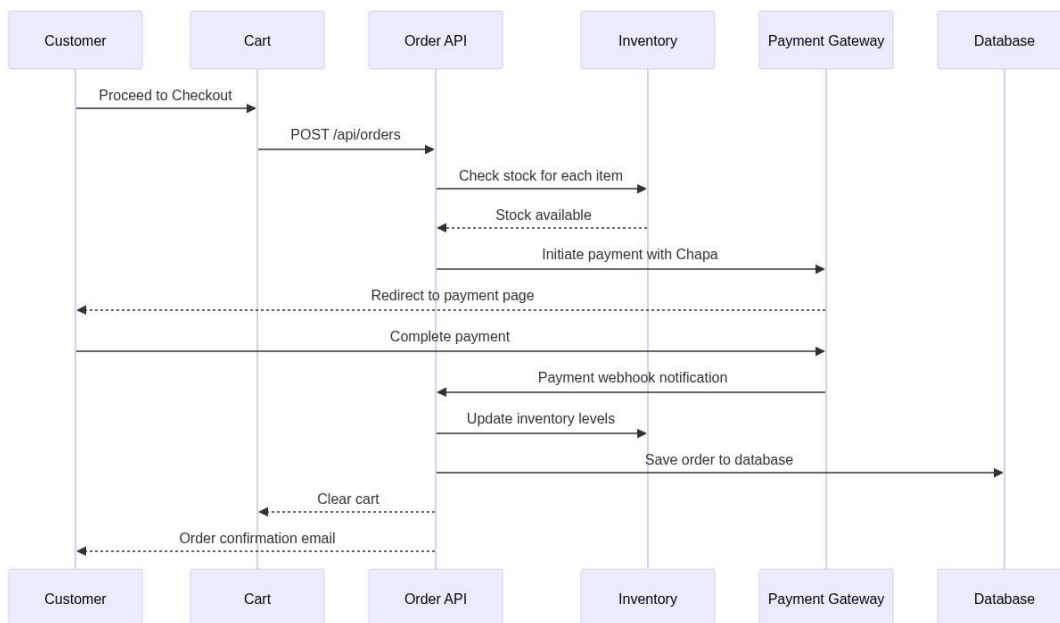 Customer
Cart
Order API
Inventory
Payment Gateway
Database
Proceed to Checkout
POST /api/orders
Check stock for each item
Stock available
Initiate payment with Chapa
Redirect to payment page
Complete payment
Payment webhook notification
Update inventory levels
Save order to database
Clear cart
Order confirmation email
Customer
Cart
Order API
Inventory
Payment Gateway
Database